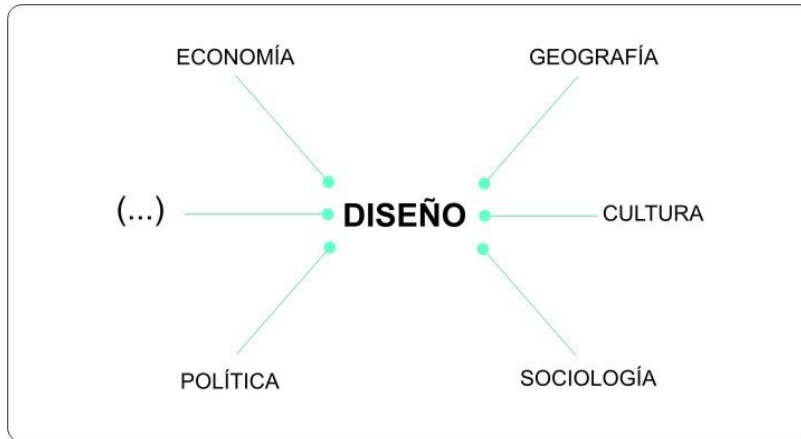 ECONOMÍA
GEOGRAFÍA
(...)
DISEÑO
CULTURA
POLÍTICA
SOCIOLOGÍA